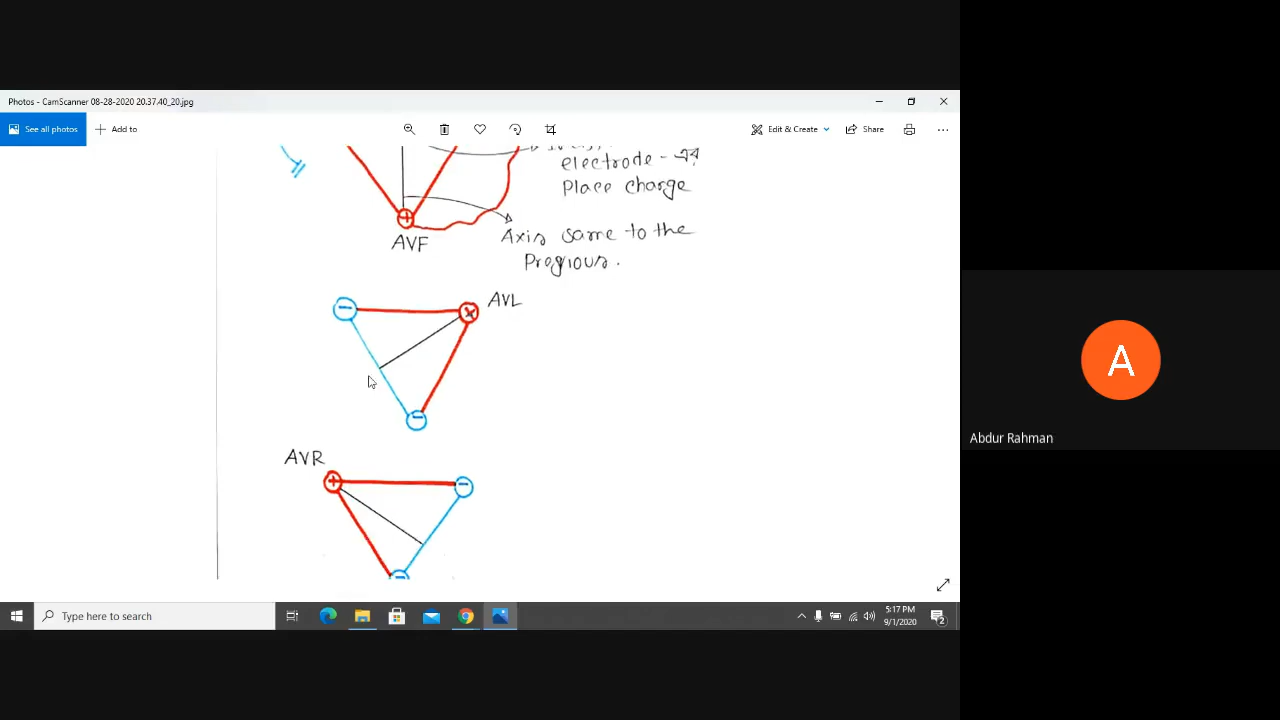 Photos - CamScanner 08-28-2020 20.37.40_20.jpg
See all photos
Add to
Edit & Create
Share
electrode -
Place charge
AVF
Axis same to the
Progious.
AVL
AVR
A
Abdur Rahman
Type here to search
5:17 PM
9/1/2020
2